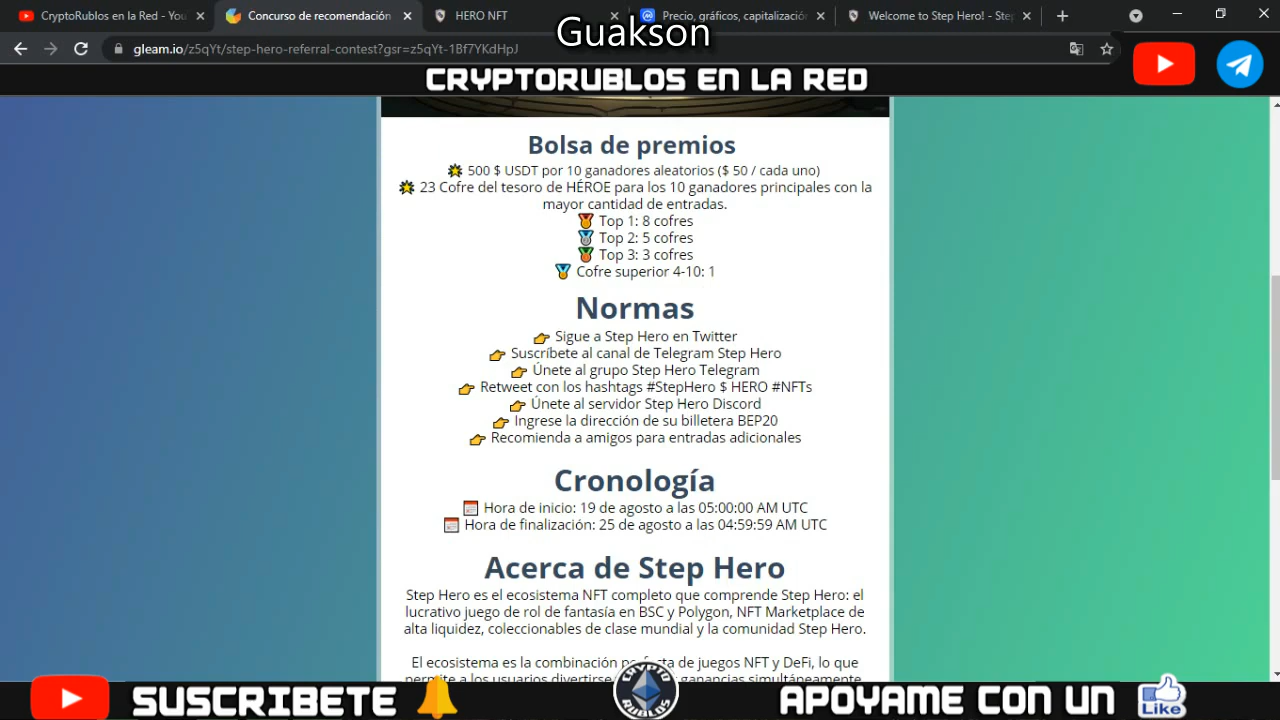 CryptoRublos en la Red - You
Concurso de recomendación
HERO NFT
Precio, gráficos, capitalizació
Welcome to Step Hero! - Step
Guakson
gleam.io/z5qYt/step-hero-referral-contest?gsr=z5qYt-1Bf7YKdHpJ
CRYPTORUBLOS EN LA RED
Bolsa de premios
500 $ USDT por 10 ganadores aleatorios ($ 50 / cada uno)
23 Cofre del tesoro de HÉROE para los 10 ganadores principales con la
mayor cantidad de entradas.
Top 1: 8 cofres
Top 2: 5 cofres
Top 3: 3 cofres
Cofre superior 4-10: 1
Normas
Sigue a Step Hero en Twitter
Suscríbete al canal de Telegram Step Hero
Únete al grupo Step Hero Telegram
Retweet con los hashtags #StepHero $ HERO #NFTs
Únete al servidor Step Hero Discord
Ingrese la dirección de su billetera BEP20
Recomienda a amigos para entradas adicionales
Cronología
Hora de inicio: 19 de agosto a las 05:00:00 AM UTC
Hora de finalización: 25 de agosto a las 04:59:59 AM UTC
Acerca de Step Hero
Step Hero es el ecosistema NFT completo que comprende Step Hero: el
lucrativo juego de rol de fantasía en BSC y Polygon, NFT Marketplace de
alta liquidez, coleccionables de clase mundial y la comunidad Step Hero.
El ecosistema es la combinación de juegos NFT y DeFi, lo que
a los usuarios ganancias simultáneamente
SUSCRIBETE
CRYPTO
RUBLOS
APOYAME CON UN
Like